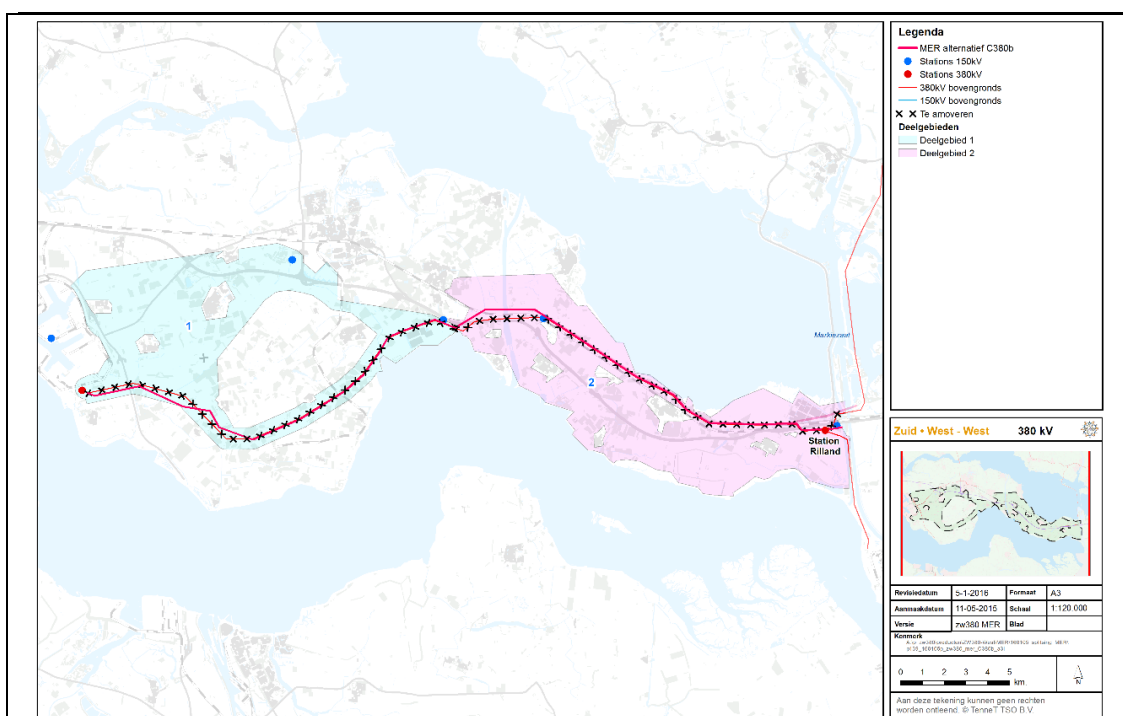 Legenda
MER alternatief C380b
Stations 150kV
Stations 380kV
380kV bovengronds
150kV bovengronds
Te amoveren
Deelgebieden
Deelgebied 1
Deelgebied 2
1
2
Markiezaat
Station
Rilland
Zuid • West - West 380 kV
Revisiedatum 5-1-2016 Formaat A3
Aanmaakdatum 11-05-2015 Schaal 1:120.000
Versie zw380 MER Blad
Kenmerk
0 1 2 3 4 5
km.
N
Aan deze tekening kunnen geen rechten
worden ontleend. © TenneT TSO B.V.